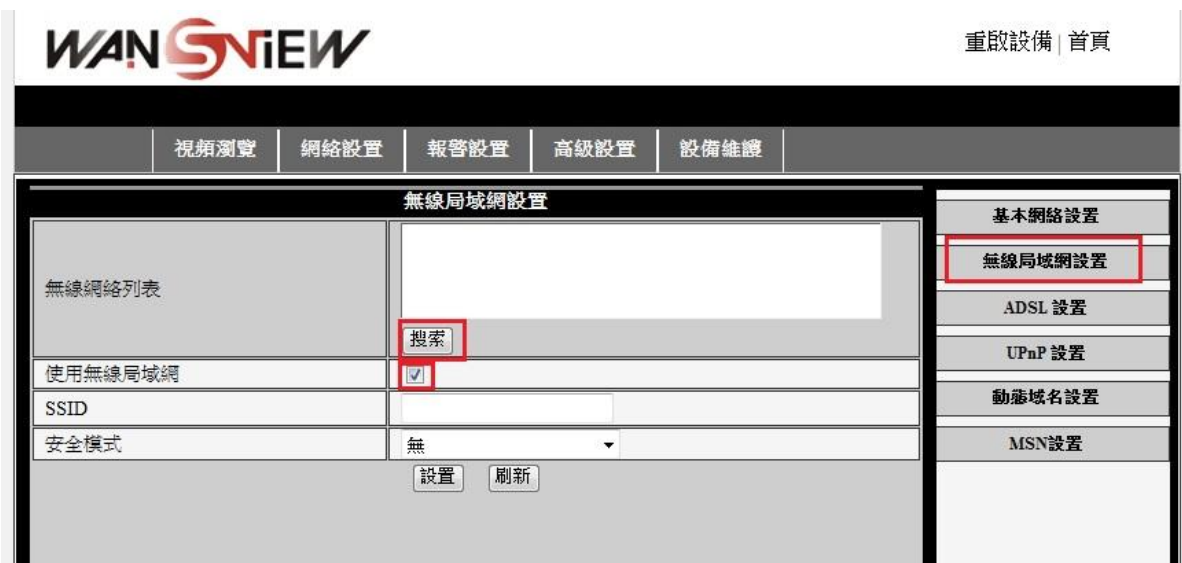 WANSVIEW
重啟設備 | 首頁
視頻瀏覽 網絡設置 報警設置 高級設置 設備維護
無線局域網設置
無線網絡列表
搜索
使用無線局域網
SSID
安全模式 無
設置 刷新
基本網絡設置
無線局域網設置
ADSL 設置
UPnP 設置
動態域名設置
MSN設置